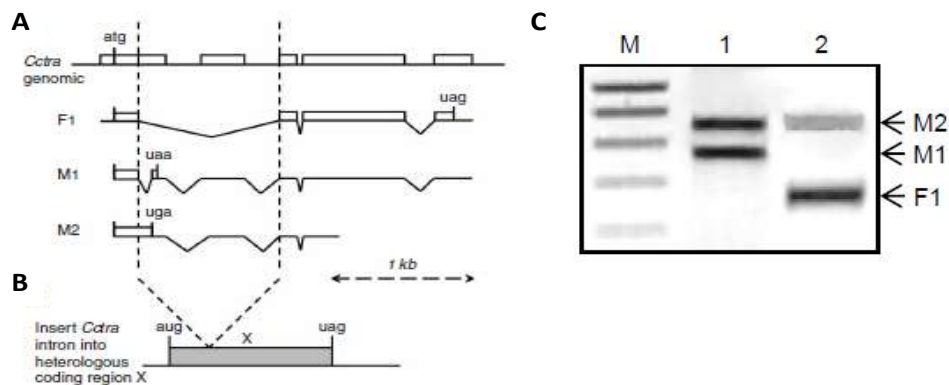 A
atg
Cctra
genomic
F1
uag
M1
uaa
M2
uga
1 kb
B
Insert Cctra
intron into
heterologous
coding region X
aug
X
uag
C
M 1 2
M2
M1
F1